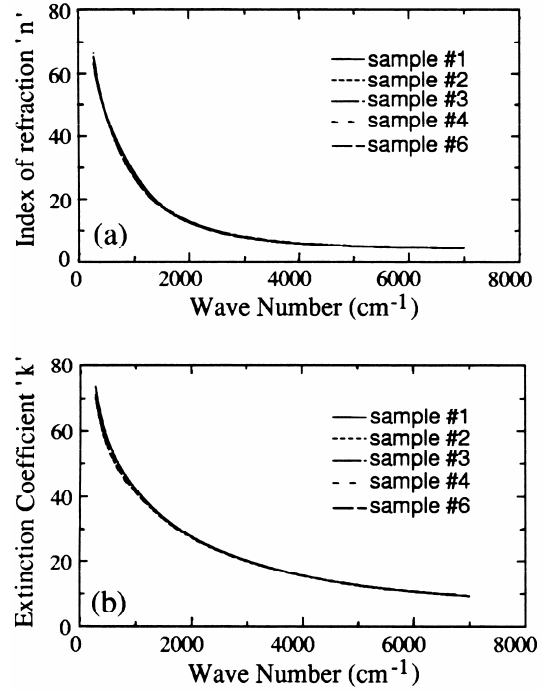 Index of refraction 'n'
80
60
40
20
0
sample #1
sample #2
sample #3
sample #4
sample #6
(a)
0 2000 4000 6000 8000
Wave Number (cm-1)
Extinction Coefficient 'k'
80
60
40
20
0
sample #1
sample #2
sample #3
sample #4
sample #6
(b)
0 2000 4000 6000 8000
Wave Number (cm-1)